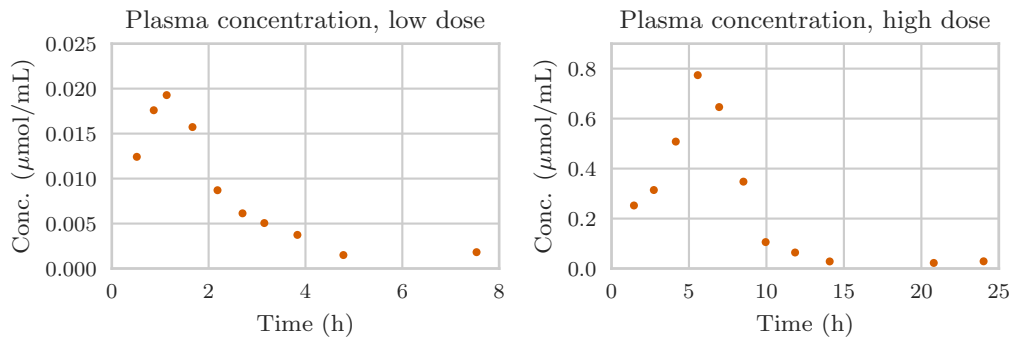 Plasma concentration, low dose
Conc. (μmol/mL)
0.025
0.020
0.015
0.010
0.005
0.000
0 2 4 6 8
Time (h)
Plasma concentration, high dose
Conc. (μmol/mL)
0.8
0.6
0.4
0.2
0.0
0 5 10 15 20 25
Time (h)